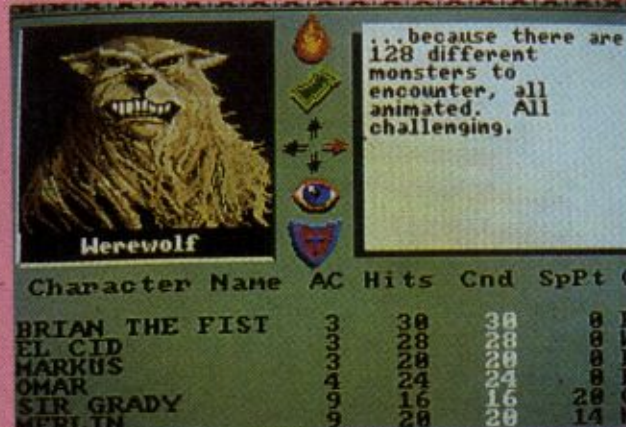 ...because there are
128 different
monsters to
encounter, all
animated. All
challenging.
Werewolf
Character Name AC Hits Cnd SpPt
BRIAN THE FIST 3 30 30 0
EL CID 3 28 28 0
MARKUS 3 20 20 0
OMAR 4 24 24 0
SIR GRADY 9 16 16 20
MERLIN 9 20 20 14